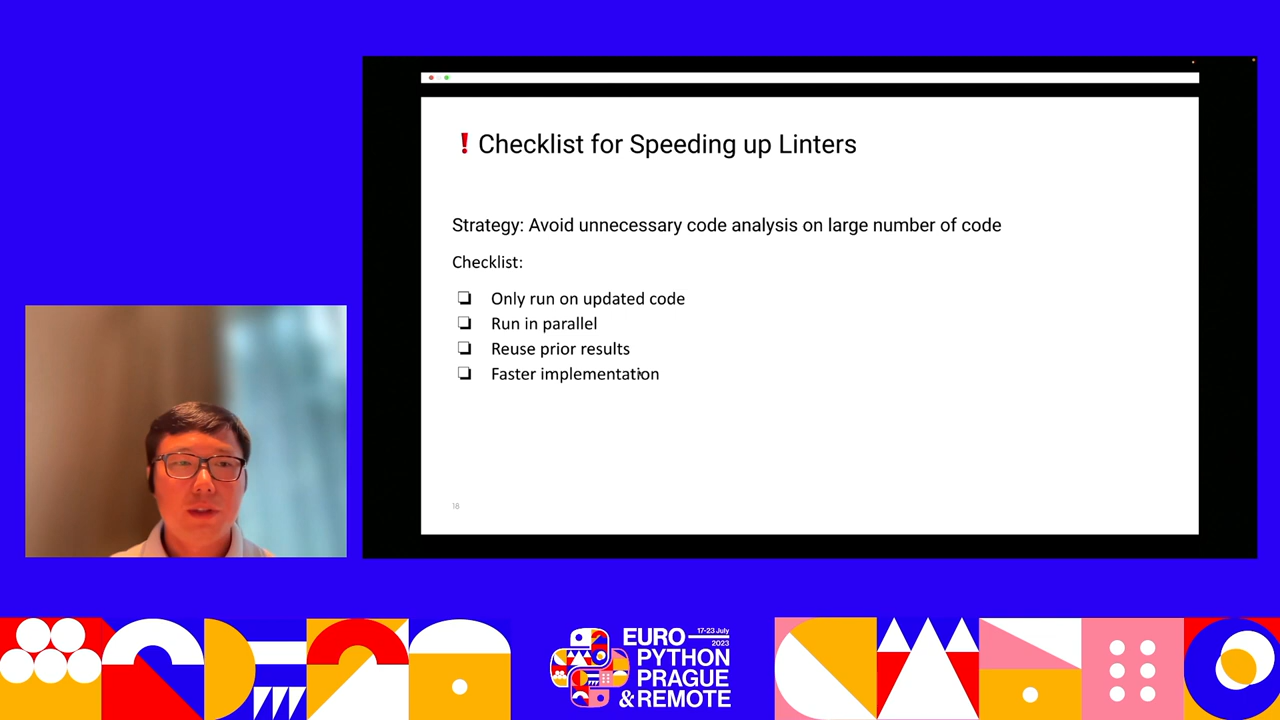 ❗ Checklist for Speeding up Linters
Strategy: Avoid unnecessary code analysis on large number of code
Checklist:
❏ Only run on updated code
❏ Run in parallel
❏ Reuse prior results
❏ Faster implementation
18
17-23 July
2023
EURO
PYTHON
PRAGUE
& REMOTE